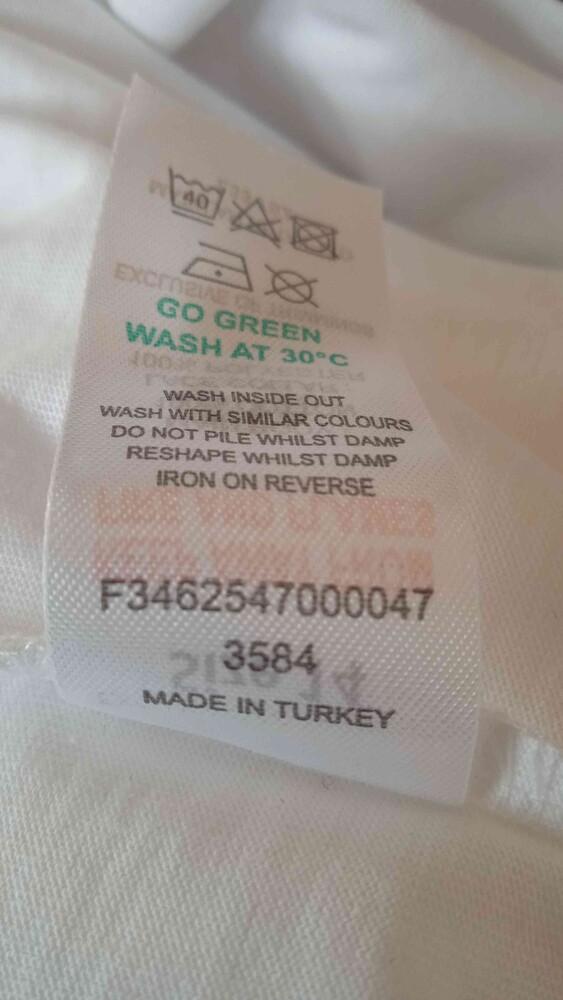 40
GO GREEN
WASH AT 30°C
WASH INSIDE OUT
WASH WITH SIMILAR COLOURS
DO NOT PILE WHILST DAMP
RESHAPE WHILST DAMP
IRON ON REVERSE
F3462547000047
3584
MADE IN TURKEY